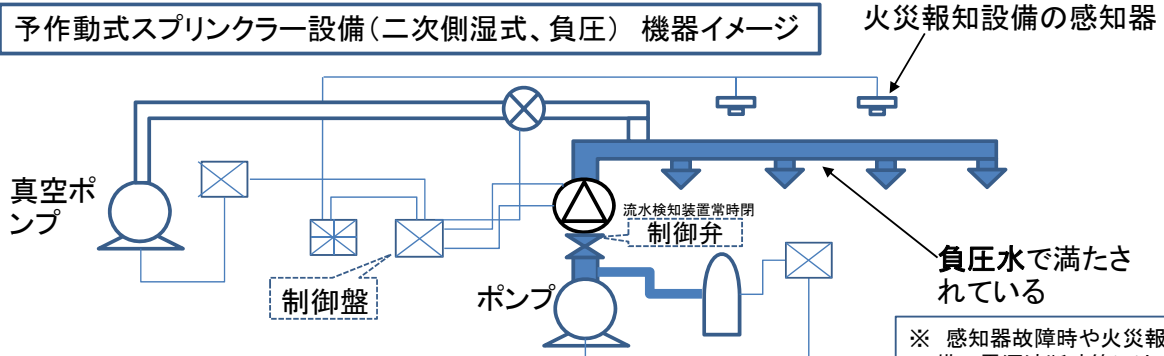 予作動式スプリンクラー設備(二次側湿式、負圧) 機器イメージ
火災報知設備の感知器
真空ポ
ンプ
流水検知装置常時閉
制御弁
制御盤
ポンプ
負圧水で満たさ
れている
※ 感知器故障時や火災報